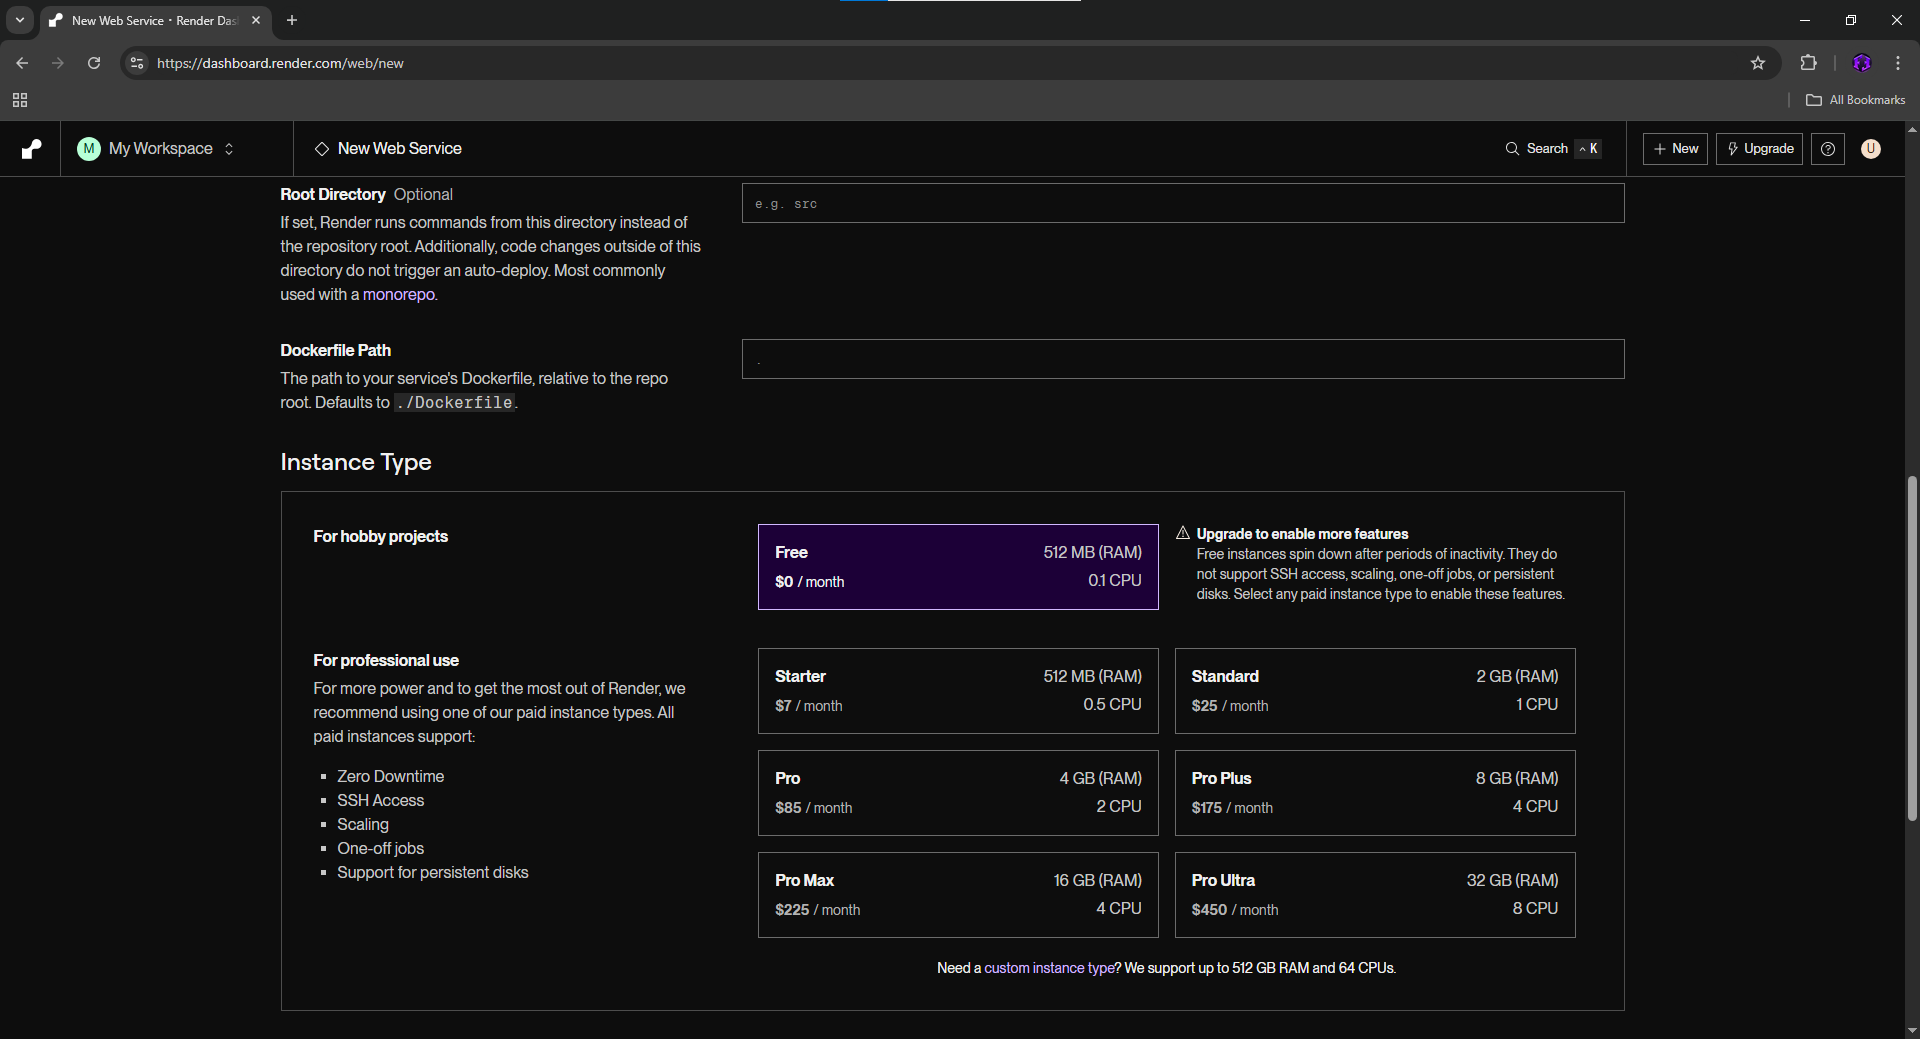 New Web Service · Render Das
https://dashboard.render.com/web/new
All Bookmarks
M My Workspace
New Web Service
Search ^ K
+ New
Upgrade
U
Root Directory Optional
If set, Render runs commands from this directory instead of
the repository root. Additionally, code changes outside of this
directory do not trigger an auto-deploy. Most commonly
used with a monorepo.
e.g. src
Dockerfile Path
The path to your service's Dockerfile, relative to the repo
root. Defaults to ./Dockerfile.
.
Instance Type
For hobby projects
Free 512 MB (RAM)
$0 / month 0.1 CPU
Upgrade to enable more features
Free instances spin down after periods of inactivity. They do
not support SSH access, scaling, one-off jobs, or persistent
disks. Select any paid instance type to enable these features.
For professional use
For more power and to get the most out of Render, we
recommend using one of our paid instance types. All
paid instances support:
Zero Downtime
SSH Access
Scaling
One-off jobs
Support for persistent disks
Starter 512 MB (RAM)
$7 / month 0.5 CPU
Standard 2 GB (RAM)
$25 / month 1 CPU
Pro 4 GB (RAM)
$85 / month 2 CPU
Pro Plus 8 GB (RAM)
$175 / month 4 CPU
Pro Max 16 GB (RAM)
$225 / month 4 CPU
Pro Ultra 32 GB (RAM)
$450 / month 8 CPU
Need a custom instance type? We support up to 512 GB RAM and 64 CPUs.